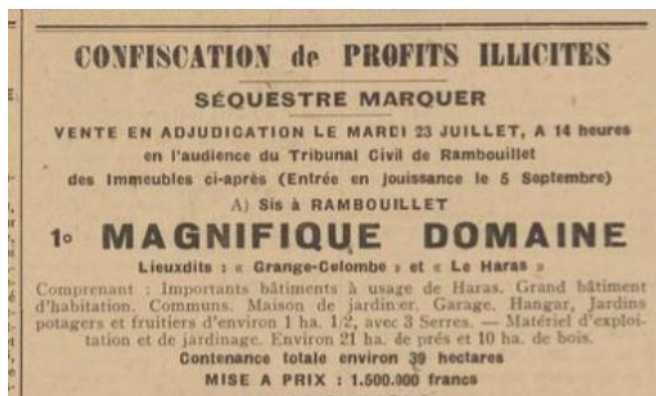 CONFISCATION de PROFITS ILLICITES
SÉQUESTRE MARQUER
VENTE EN ADJUDICATION LE MARDI 23 JUILLET, A 14 heures
en l'audience du Tribunal Civil de Rambouillet
des Immeubles ci-après (Entrée en jouissance le 5 Septembre)
A) Sis à RAMBOUILLET
1° MAGNIFIQUE DOMAINE
Lieuxdits : « Grange-Colombe » et « Le Haras »
Comprenant : Importants bâtiments à usage de Haras. Grand bâtiment
d'habitation. Communs. Maison de jardinier. Garage. Hangar, Jardins
potagers et fruitiers d'environ 1 ha. 1/2, avec 3 Serres. — Matériel d'exploi-
tation et de jardinage. Environ 21 ha. de prés et 10 ha. de bois.
Contenance totale environ 39 hectares
MISE A PRIX : 1.500.000 francs